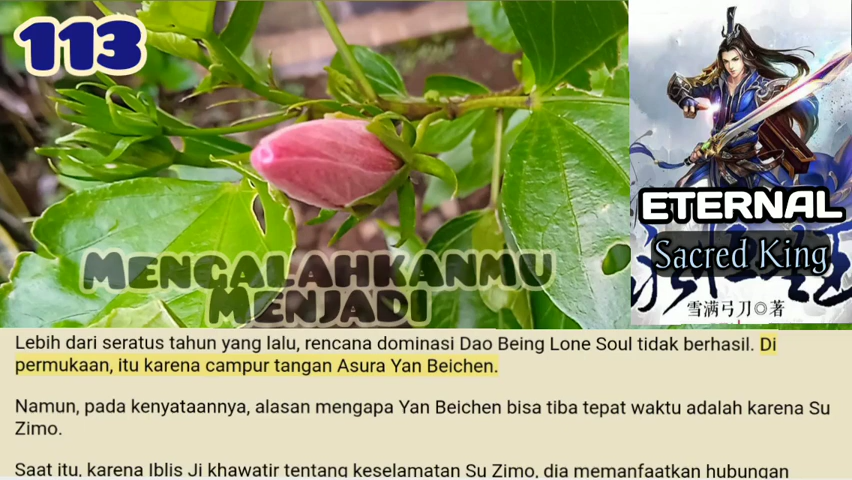 113
MENGALAHKANMU
MENJADI
ETERNAL
Sacred King
雪满弓刀◎著
Lebih dari seratus tahun yang lalu, rencana dominasi Dao Being Lone Soul tidak berhasil. Di
permukaan, itu karena campur tangan Asura Yan Beichen.
Namun, pada kenyataannya, alasan mengapa Yan Beichen bisa tiba tepat waktu adalah karena Su
Zimo.
Saat itu, karena Iblis Ji khawatir tentang keselamatan Su Zimo, dia memanfaatkan hubungan